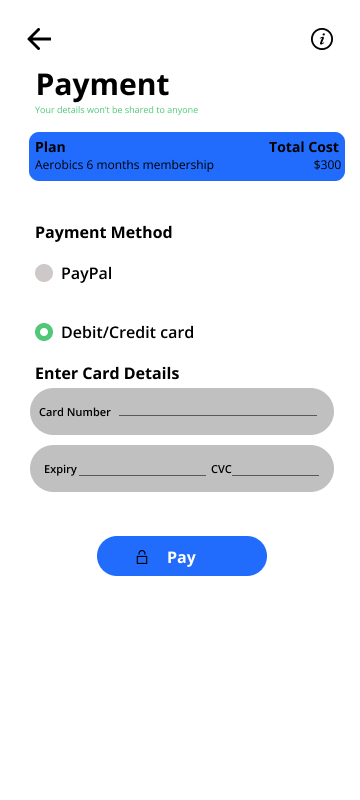 Payment
Your details won't be shared to anyone
Plan Total Cost
Aerobics 6 months membership $300
Payment Method
PayPal
Debit/Credit card
Enter Card Details
Card Number
Expiry CVC
Pay